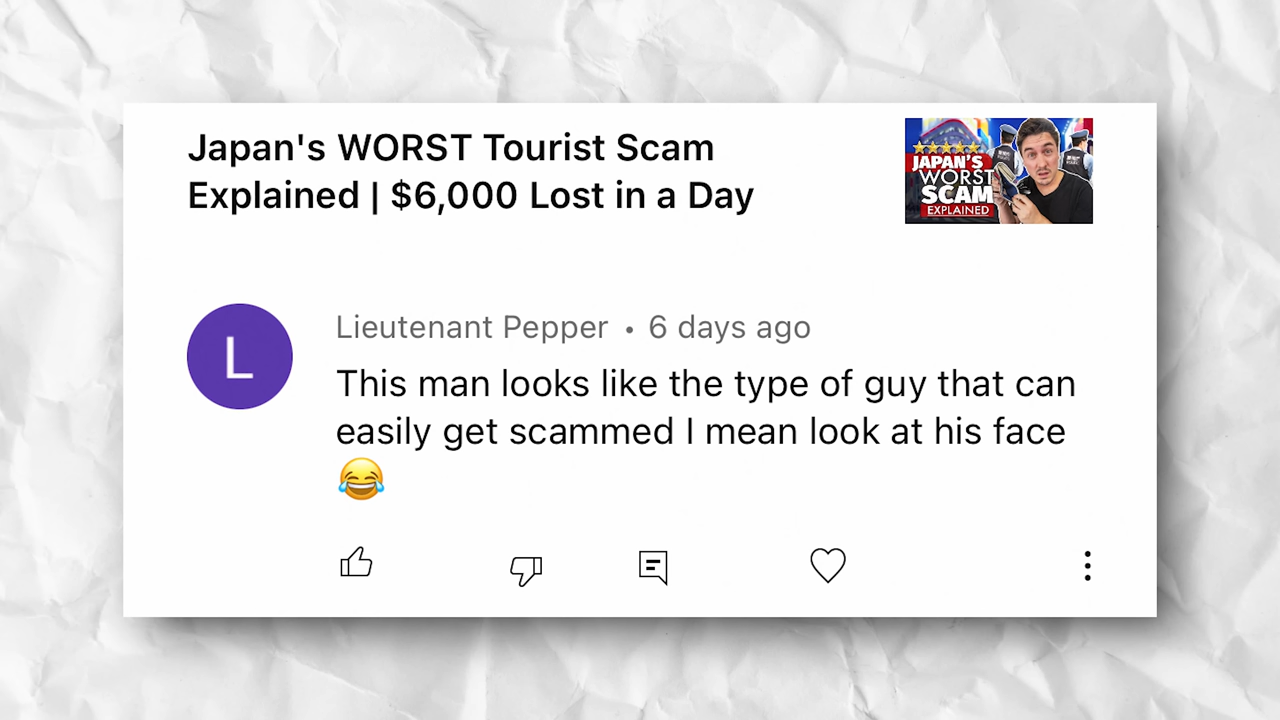 Japan's WORST Tourist Scam
Explained | $6,000 Lost in a Day
JAPAN'S
WORST
SCAM
EXPLAINED
L
Lieutenant Pepper • 6 days ago
This man looks like the type of guy that can
easily get scammed I mean look at his face
😂